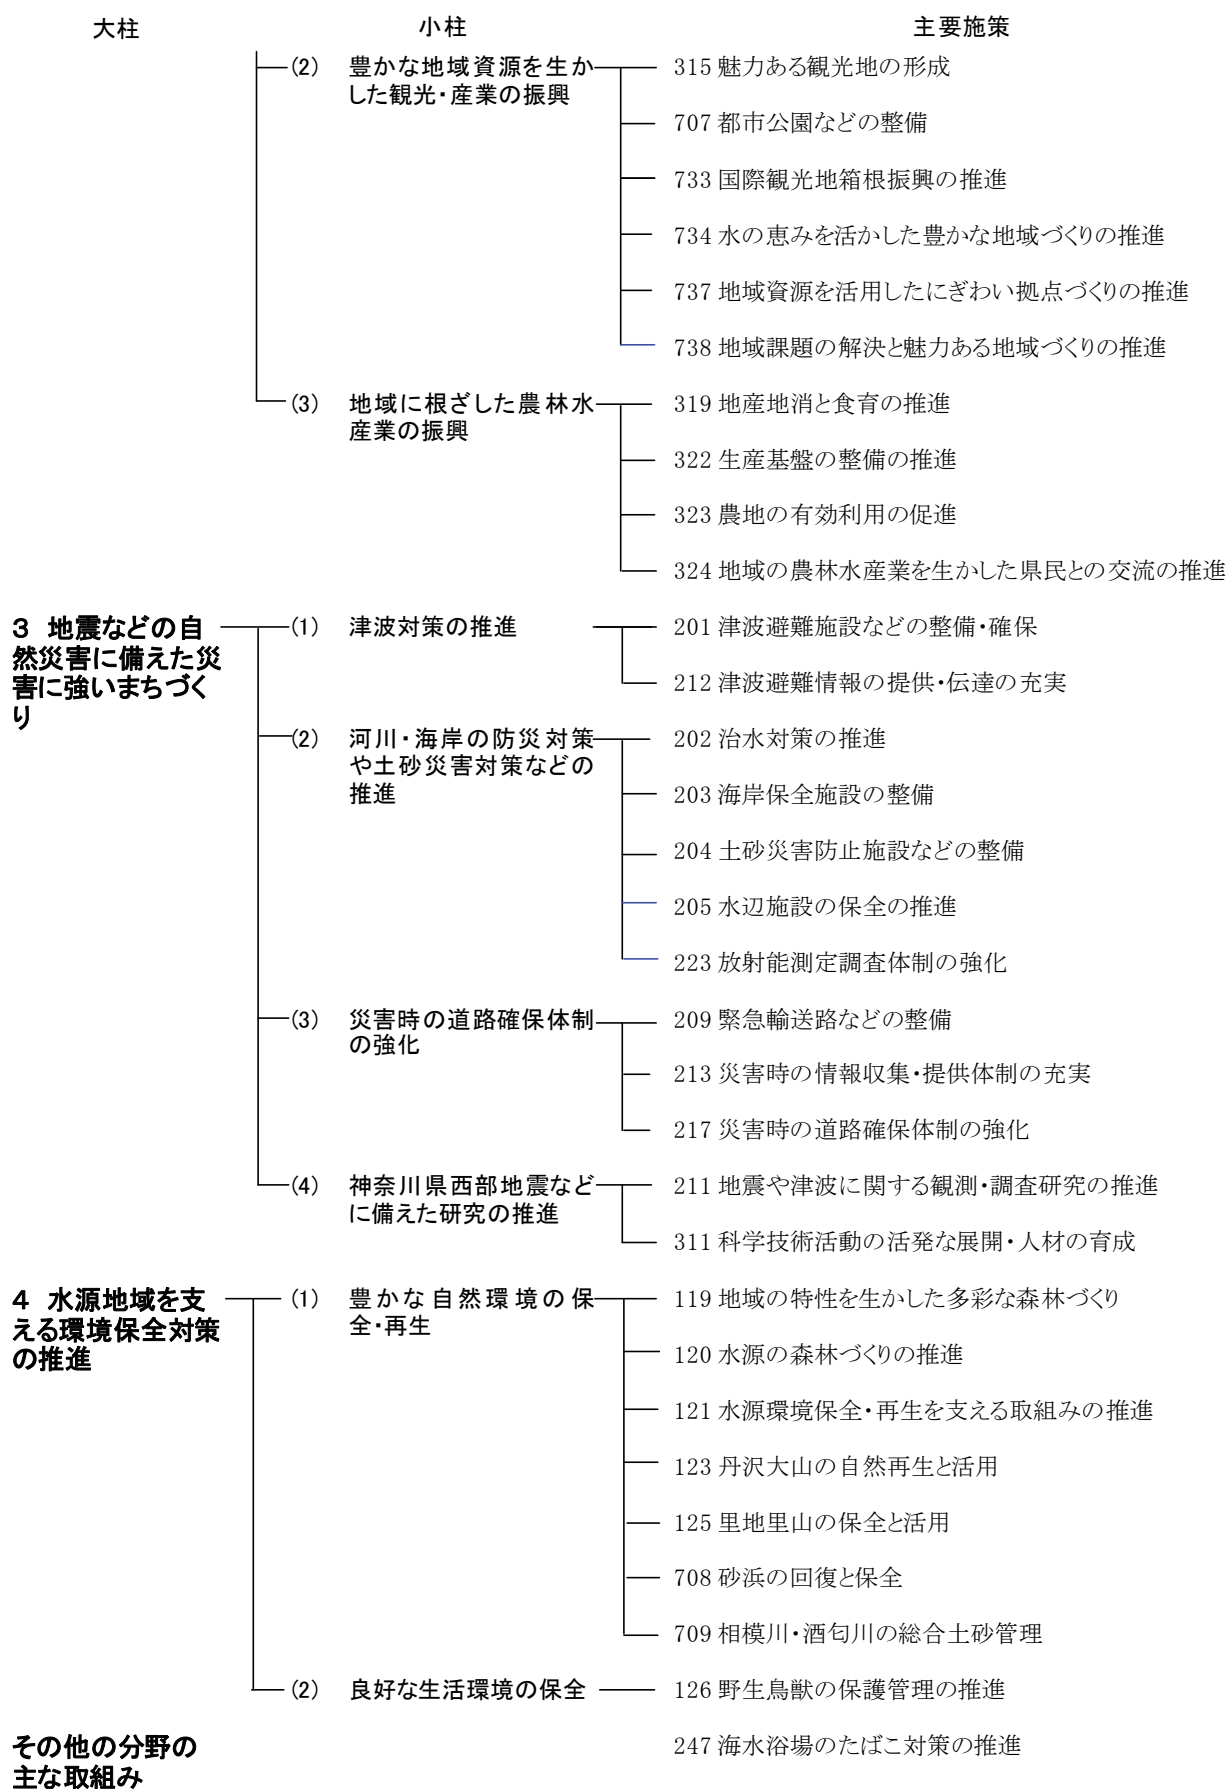 大柱 小柱 主要施策
(2) 豊かな地域資源を生か
した観光・産業の振興
315 魅力ある観光地の形成
707 都市公園などの整備
733 国際観光地箱根振興の推進
734 水の恵みを活かした豊かな地域づくりの推進
737 地域資源を活用したにぎわい拠点づくりの推進
738 地域課題の解決と魅力ある地域づくりの推進
(3) 地域に根ざした農林水
産業の振興
319 地産地消と食育の推進
322 生産基盤の整備の推進
323 農地の有効利用の促進
324 地域の農林水産業を生かした県民との交流の推進
3 地震などの自
然災害に備えた災
害に強いまちづく
り
(1) 津波対策の推進
201 津波避難施設などの整備・確保
212 津波避難情報の提供・伝達の充実
(2) 河川・海岸の防災対策
や土砂災害対策などの
推進
202 治水対策の推進
203 海岸保全施設の整備
204 土砂災害防止施設などの整備
205 水辺施設の保全の推進
223 放射能測定調査体制の強化
(3) 災害時の道路確保体制
の強化
209 緊急輸送路などの整備
213 災害時の情報収集・提供体制の充実
217 災害時の道路確保体制の強化
(4) 神奈川県西部地震など
に備えた研究の推進
211 地震や津波に関する観測・調査研究の推進
311 科学技術活動の活発な展開・人材の育成
4 水源地域を支
える環境保全対策
の推進
(1) 豊かな自然環境の保
全・再生
119 地域の特性を生かした多彩な森林づくり
120 水源の森林づくりの推進
121 水源環境保全・再生を支える取組みの推進
123 丹沢大山の自然再生と活用
125 里地里山の保全と活用
708 砂浜の回復と保全
709 相模川・酒匂川の総合土砂管理
(2) 良好な生活環境の保全
126 野生鳥獣の保護管理の推進
その他の分野の
主な取組み
247 海水浴場のたばこ対策の推進